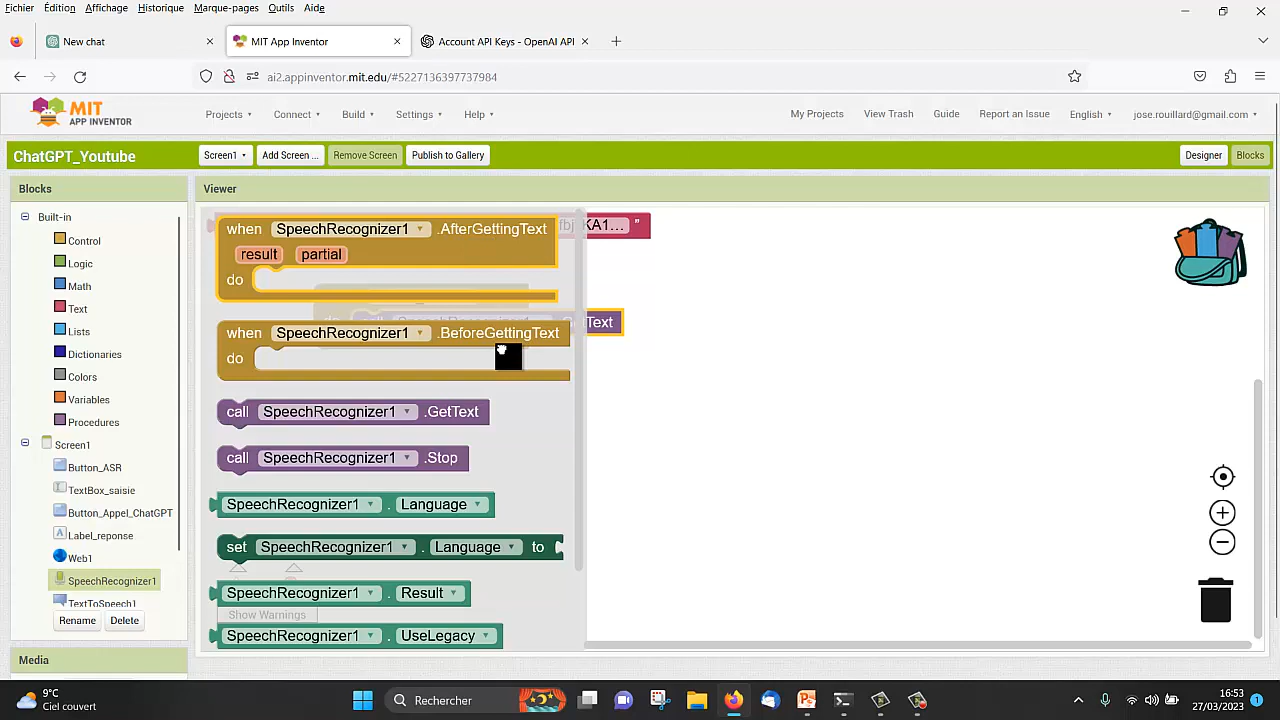 Fichier Édition Affichage Historique Marque-pages Outils Aide
New chat
MIT App Inventor
Account API Keys - OpenAI API
ai2.appinventor.mit.edu/#5227136397737984
MIT
APP INVENTOR
Projects Connect Build Settings Help
My Projects View Trash Guide Report an Issue English jose.rouillard@gmail.com
ChatGPT_Youtube
Screen1
Add Screen ...
Remove Screen
Publish to Gallery
Designer
Blocks
Blocks
Viewer
Built-in
Control
Logic
Math
Text
Lists
Dictionaries
Colors
Variables
Procedures
Screen1
Button_ASR
TextBox_saisie
Button_Appel_ChatGPT
Label_reponse
Web1
SpeechRecognizer1
TextToSpeech1
Rename
Delete
Media
when SpeechRecognizer1 .AfterGettingText
result partial
do
when SpeechRecognizer1 .BeforeGettingText
do
call SpeechRecognizer1 .GetText
call SpeechRecognizer1 .Stop
SpeechRecognizer1 . Language
set SpeechRecognizer1 . Language to
SpeechRecognizer1 . Result
Show Warnings
SpeechRecognizer1 . UseLegacy
9°C
Ciel couvert
Rechercher
16:53
27/03/2023
1